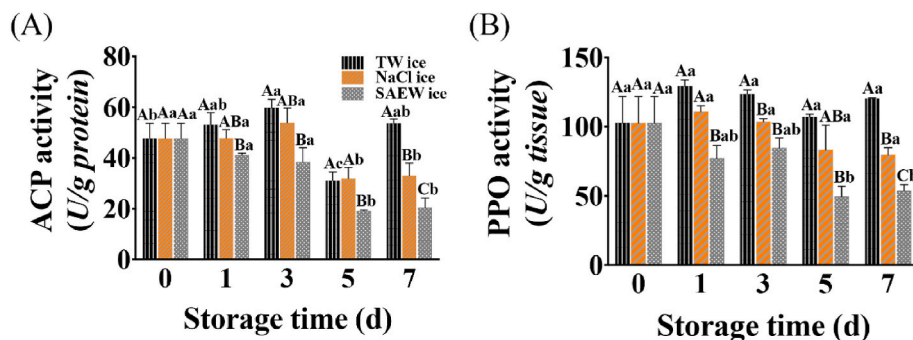 (A)
ACP activity
(U/g protein)
80
60
40
20
0
TW ice
NaCl ice
SAEW ice
Ab Aa Aa
Aab ABa Ba
Aa ABa Ba
Ac Ab Bb
Aab Bb Cb
0 1 3 5 7
Storage time (d)
(B)
PPO activity
(U/g tissue)
150
100
50
0
Aa Aa Aa
Aa Aa Bab
Aa Ba Bab
Aa ABa Bb
Aa Ba Cb
0 1 3 5 7
Storage time (d)